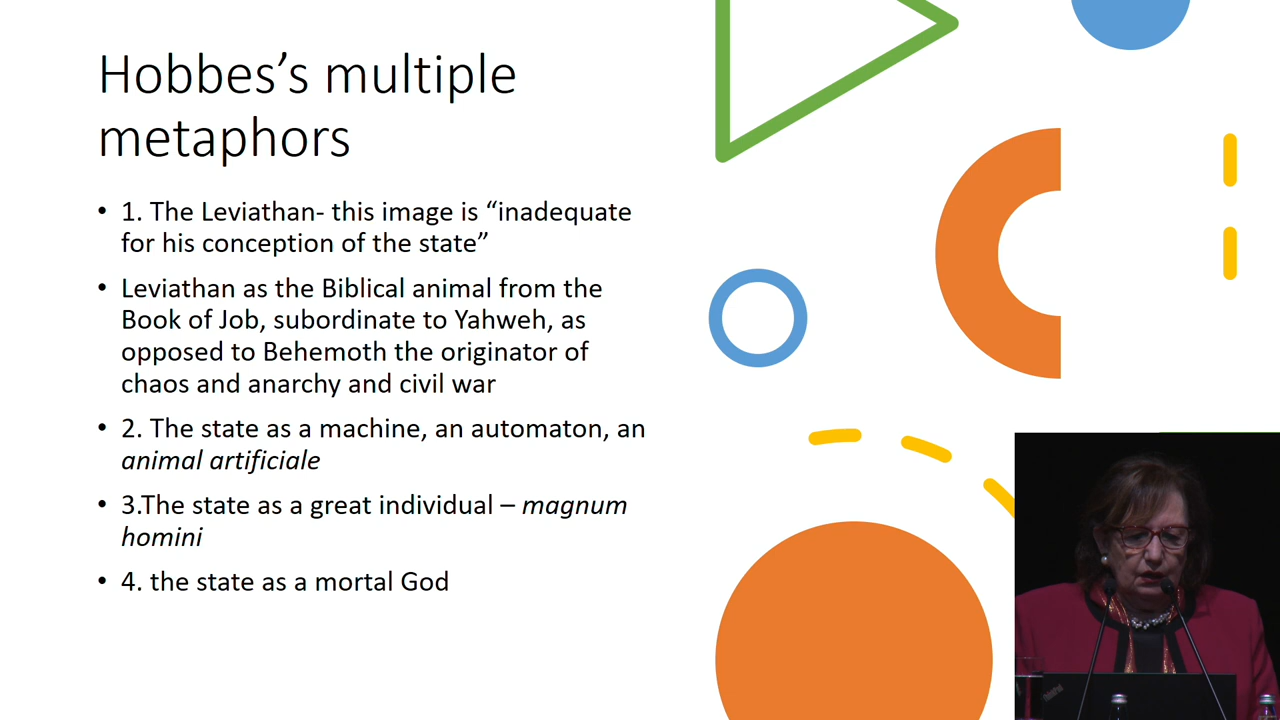 Hobbes’s multiple
metaphors
• 1. The Leviathan- this image is “inadequate
for his conception of the state”
• Leviathan as the Biblical animal from the
Book of Job, subordinate to Yahweh, as
opposed to Behemoth the originator of
chaos and anarchy and civil war
• 2. The state as a machine, an automaton, an
animal artificiale
• 3.The state as a great individual – magnum
homini
• 4. the state as a mortal God
ThinkPad